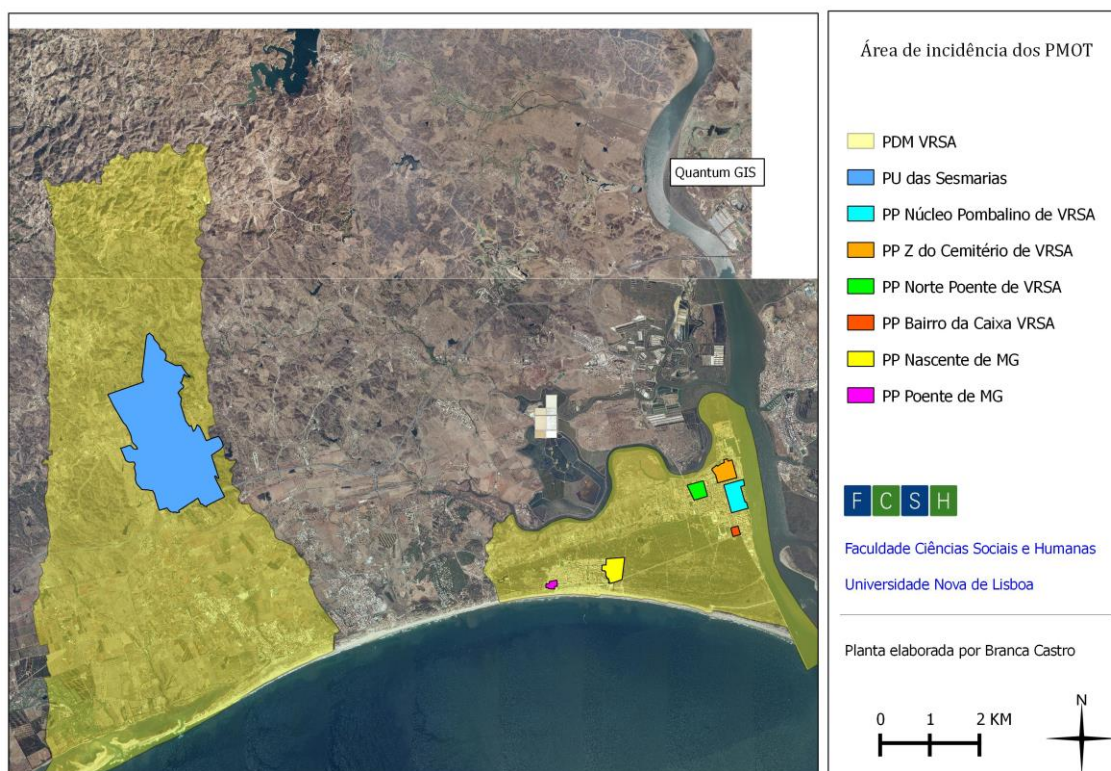 Quantum GIS
Área de incidência dos PMOT
PDM VRSA
PU das Sesmarias
PP Núcleo Pombalino de VRSA
PP Z do Cemitério de VRSA
PP Norte Poente de VRSA
PP Bairro da Caixa VRSA
PP Nascente de MG
PP Poente de MG
F C S H
Faculdade Ciências Sociais e Humanas
Universidade Nova de Lisboa
Planta elaborada por Branca Castro
0 1 2 KM
N